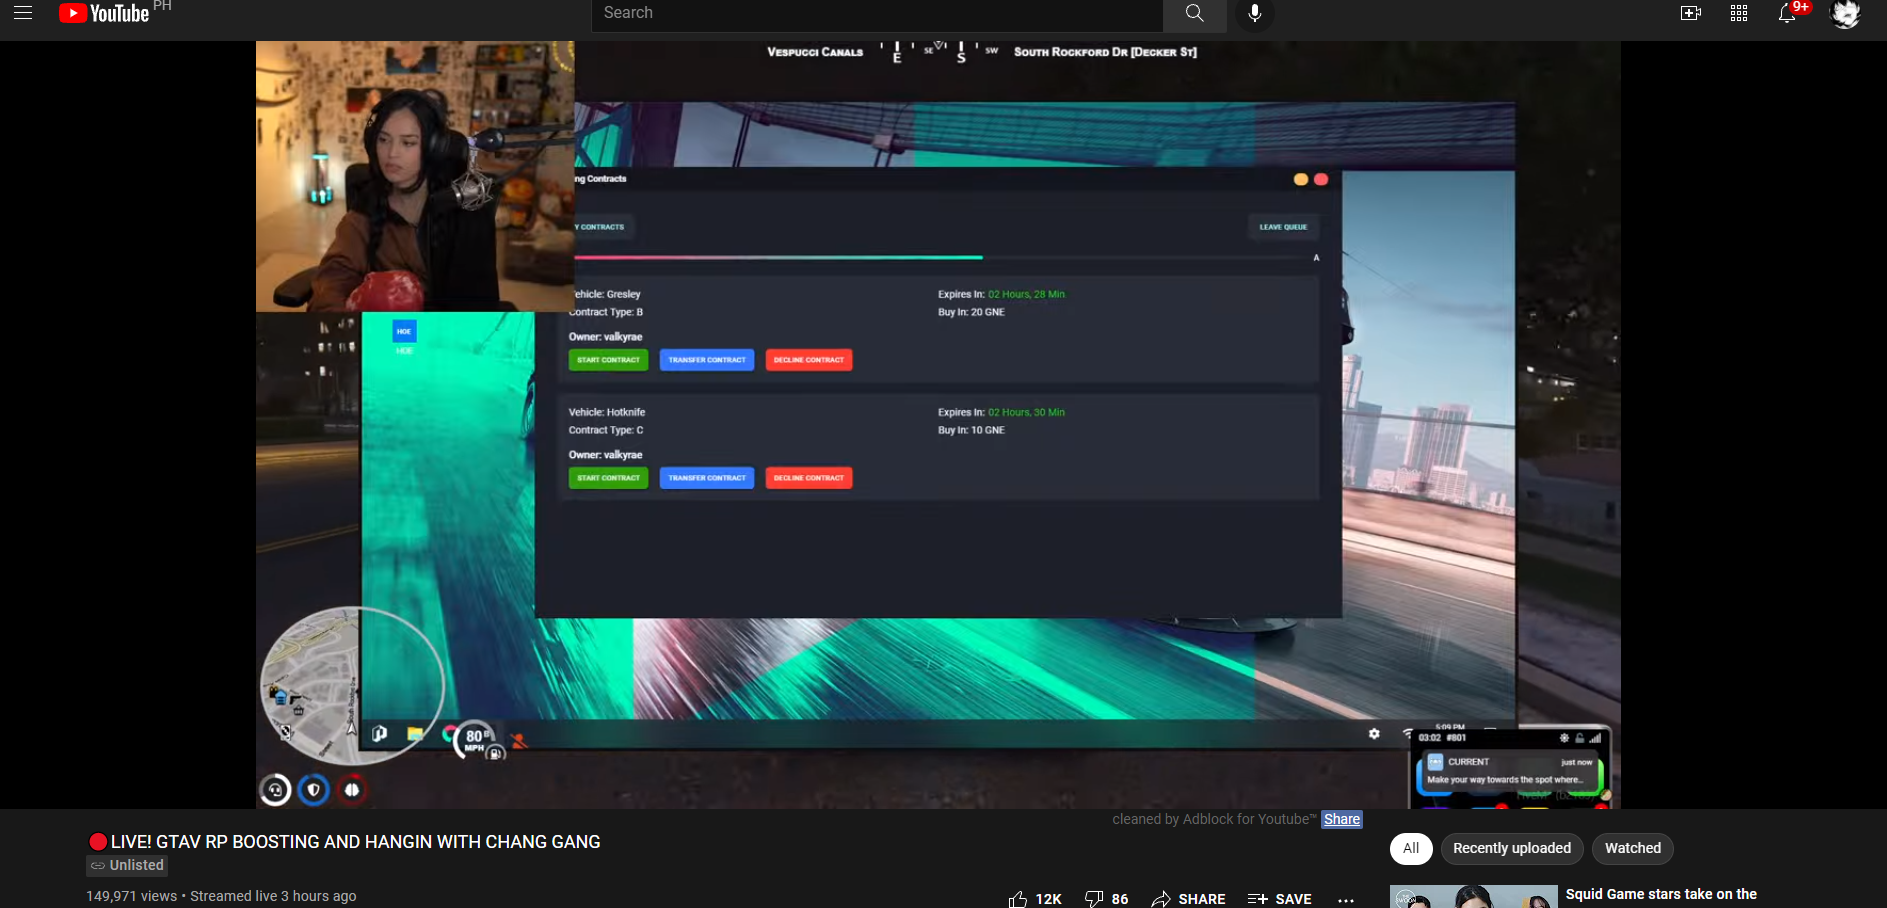 YouTube PH
Search
9+
VESPUCCI CANALS
E SE S SW
SOUTH ROCKFORD DR [DECKER ST]
ng Contracts
Y CONTRACTS
LEAVE QUEUE
A
Vehicle: Gresley
Expires In: 02 Hours, 28 Min
Contract Type: B
Buy In: 20 GNE
Owner: valkyrae
START CONTRACT
TRANSFER CONTRACT
DECLINE CONTRACT
HOE
HOE
Vehicle: Hotknife
Expires In: 02 Hours, 30 Min
Contract Type: C
Buy In: 10 GNE
Owner: valkyrae
START CONTRACT
TRANSFER CONTRACT
DECLINE CONTRACT
80
MPH
5:09 PM
03:02 #801
CURRENT
just now
Make your way towards the spot where...
cleaned by Adblock for Youtube™ Share
LIVE! GTAV RP BOOSTING AND HANGIN WITH CHANG GANG
Unlisted
149,971 views • Streamed live 3 hours ago
12K
86
SHARE
SAVE
All
Recently uploaded
Watched
Squid Game stars take on the